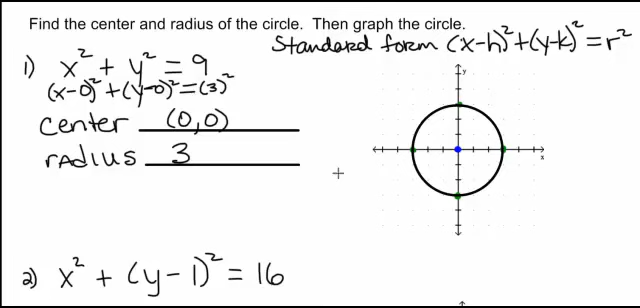 Find the center and radius of the circle. Then graph the circle.
Standard form (x-h)² + (y-k)² = r²
1) x² + y² = 9
(x-0)² + (y-0)² = (3)²
center (0,0)
radius 3
y
x
2) x² + (y-1)² = 16